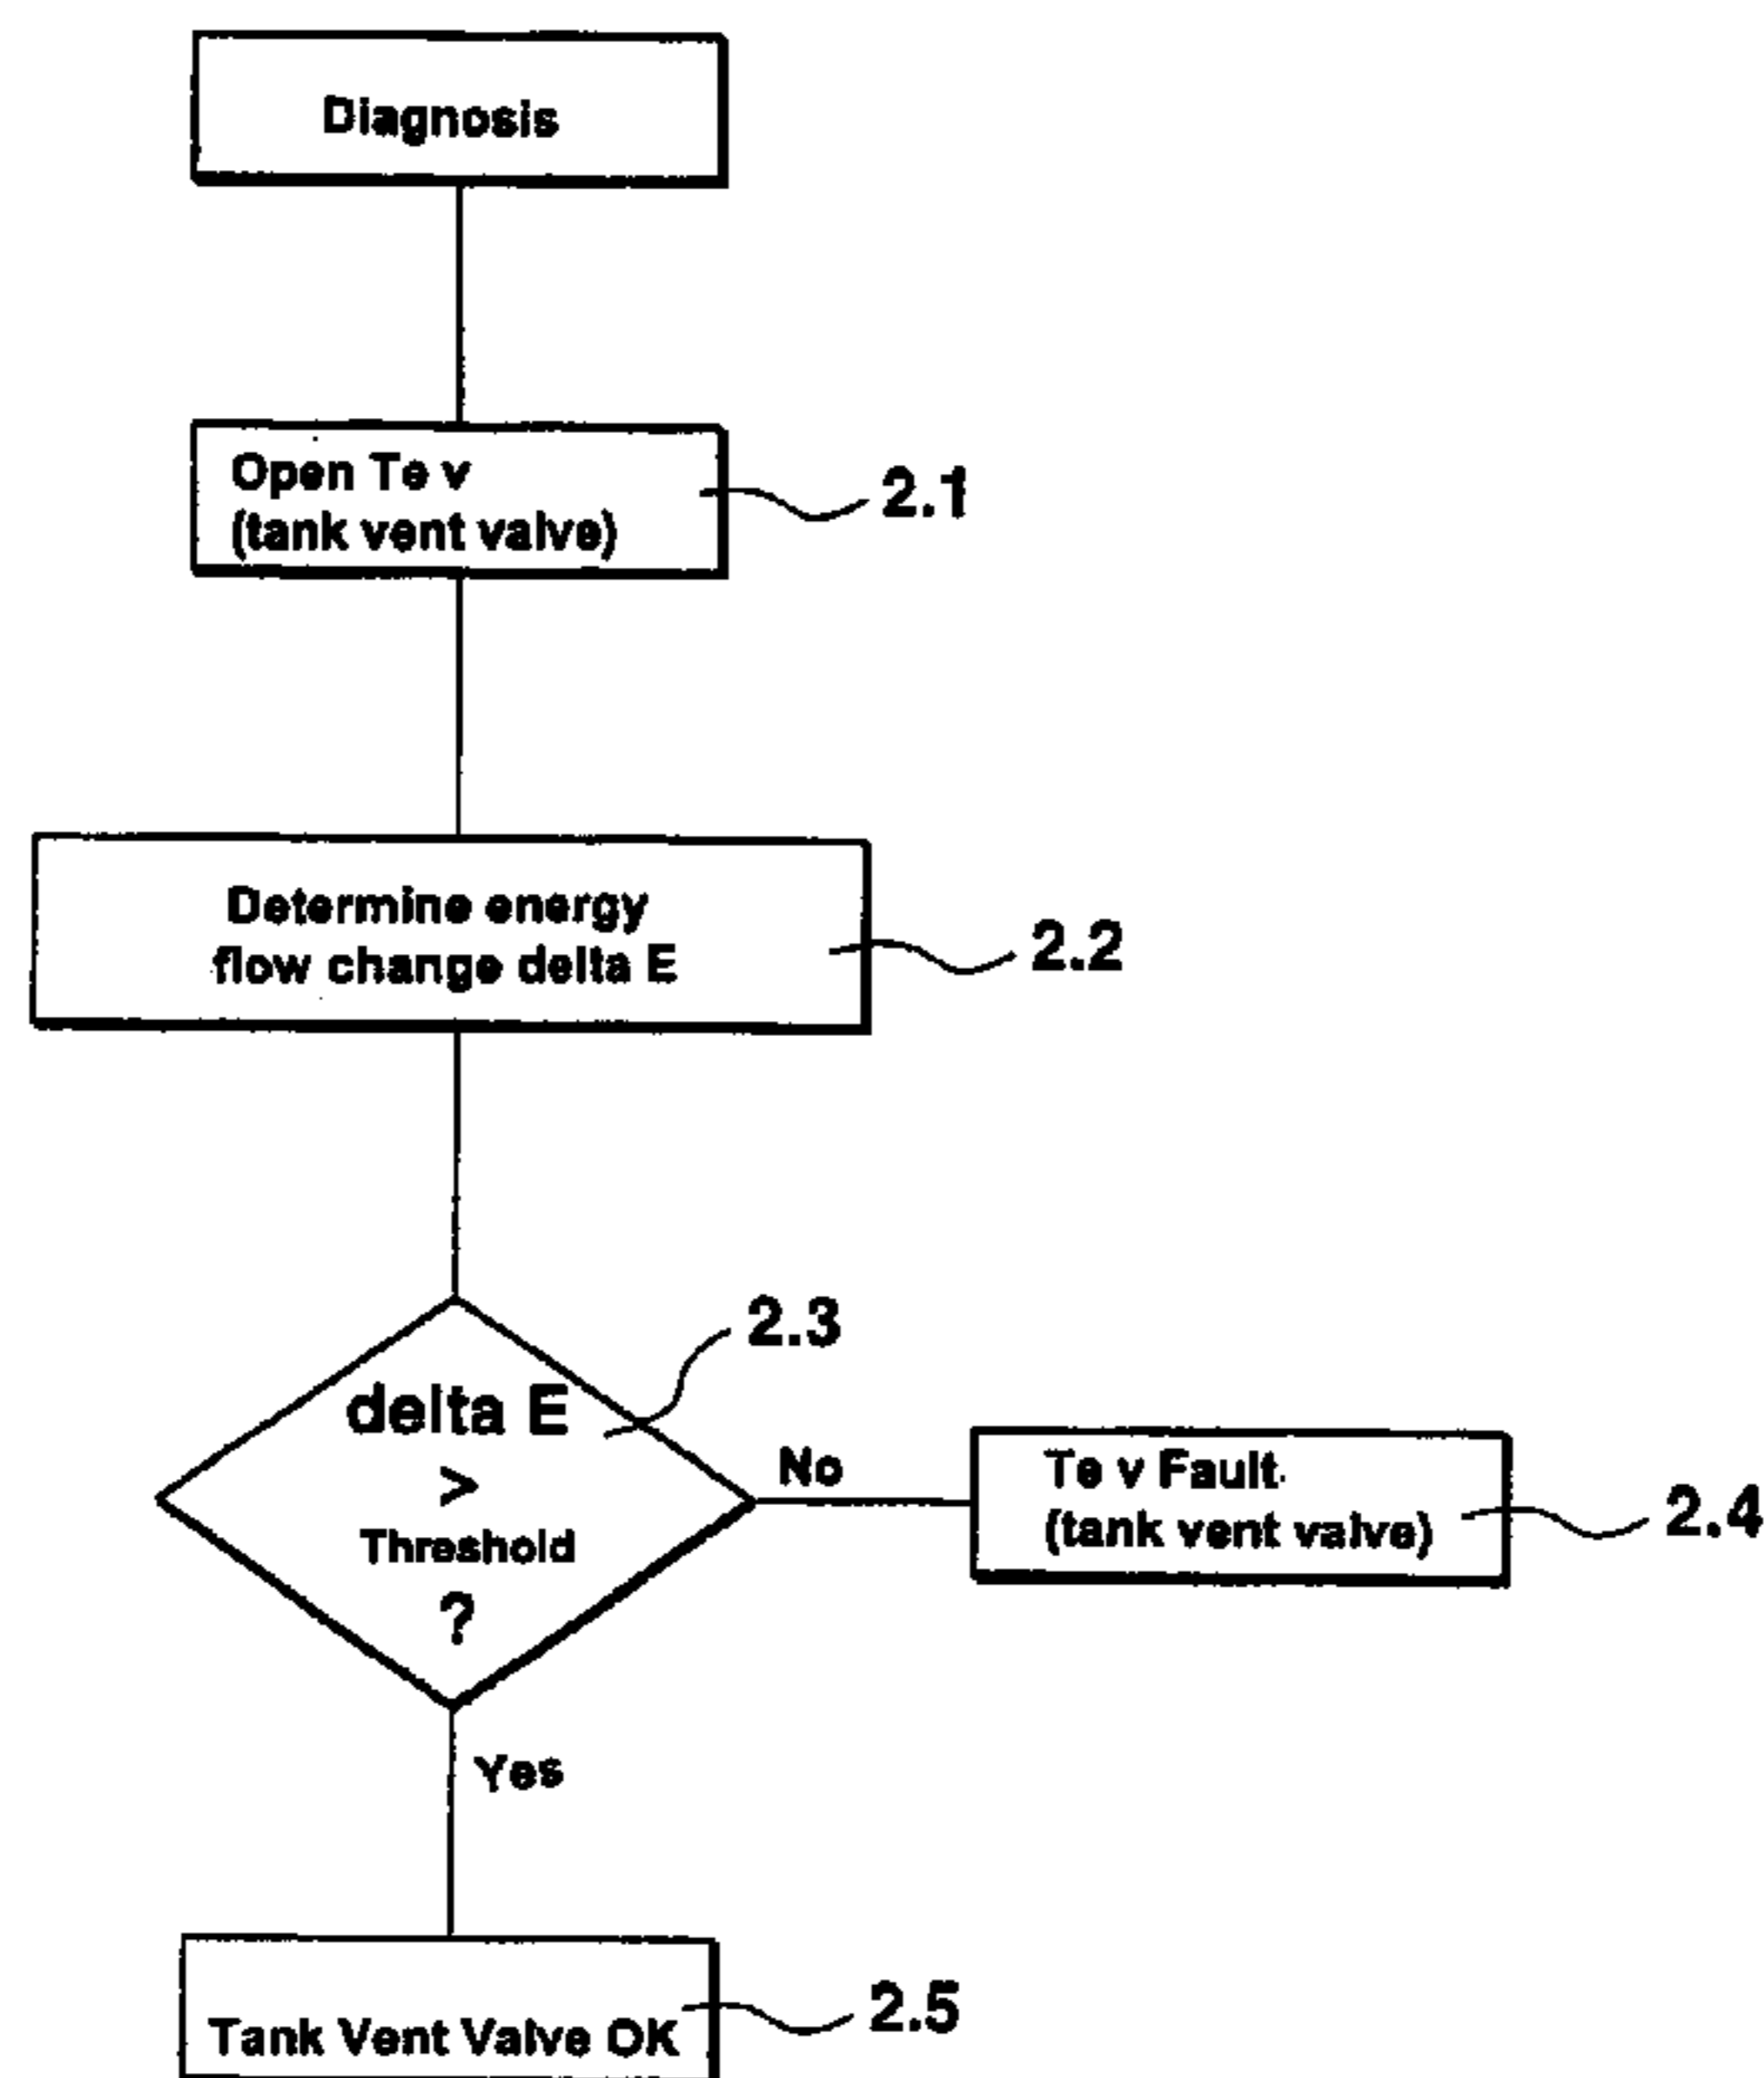 Diagnosis
Open Te v
(tank vent valve)
2.1
Determine energy
flow change delta E
2.2
2.3
delta E
>
Threshold
?
No
Te v Fault
(tank vent valve)
2.4
Yes
Tank Vent Valve OK
2.5